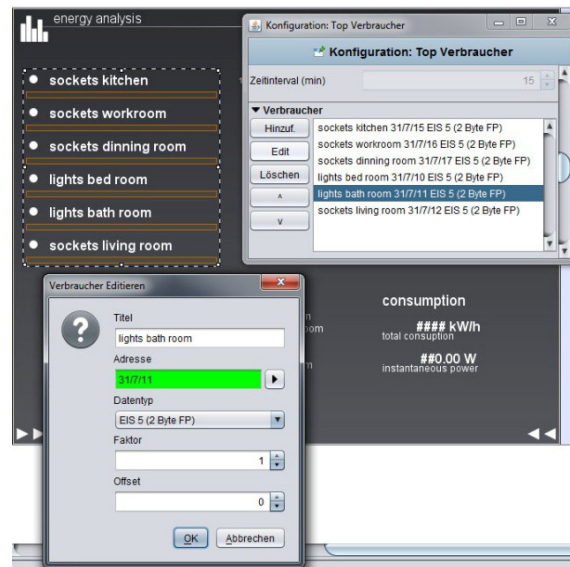 energy analysis
sockets kitchen
sockets workroom
sockets dinning room
lights bed room
lights bath room
sockets living room
Konfiguration: Top Verbraucher
Konfiguration: Top Verbraucher
Zeitinterval (min)
15
Verbraucher
Hinzuf.
Edit
Löschen
^
v
sockets kitchen 31/7/15 EIS 5 (2 Byte FP)
sockets workroom 31/7/16 EIS 5 (2 Byte FP)
sockets dinning room 31/7/17 EIS 5 (2 Byte FP)
lights bed room 31/7/10 EIS 5 (2 Byte FP)
lights bath room 31/7/11 EIS 5 (2 Byte FP)
sockets living room 31/7/12 EIS 5 (2 Byte FP)
consumption
#### kW/h
total consuption
##0.00 W
instantaneous power
Verbraucher Editieren
Titel
lights bath room
Adresse
31/7/11
Datentyp
EIS 5 (2 Byte FP)
Faktor
1
Offset
0
OK
Abbrechen